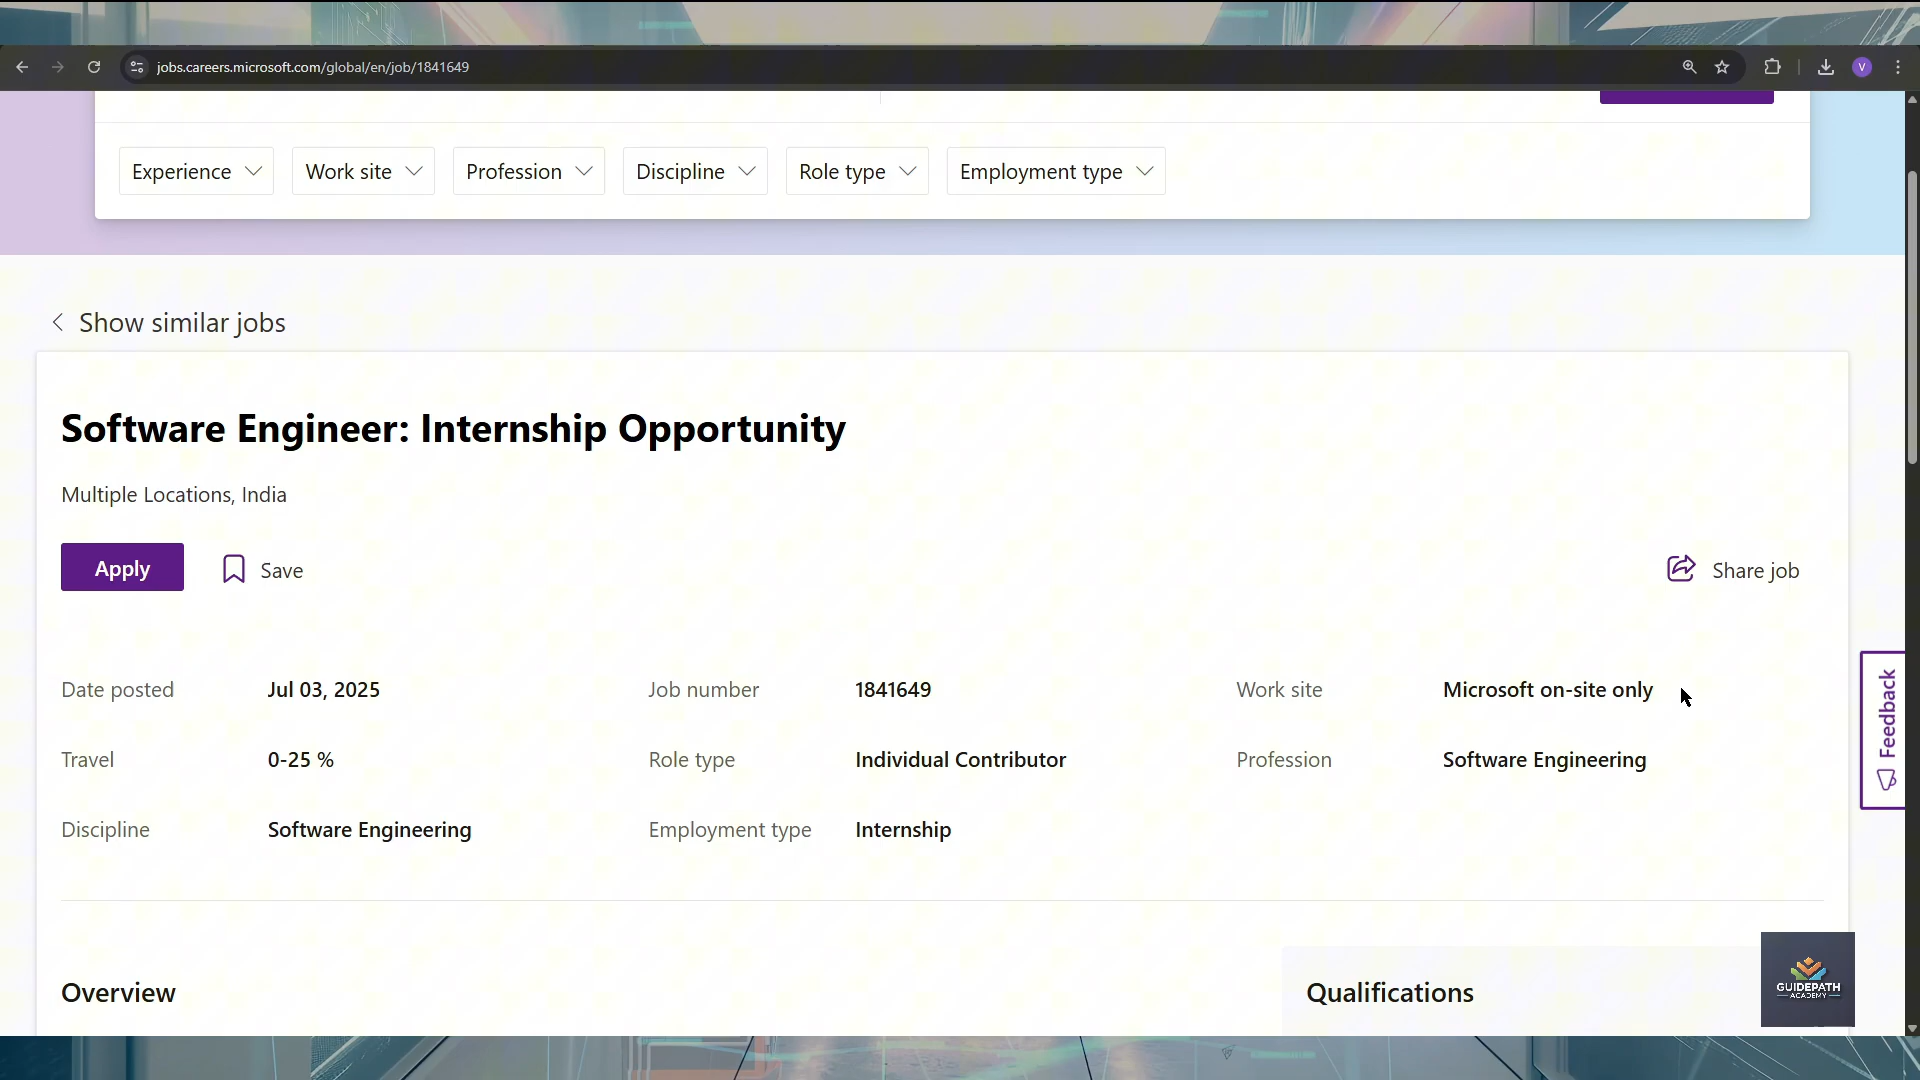 jobs.careers.microsoft.com/global/en/job/1841649
V
Experience Work site Profession Discipline Role type Employment type
Show similar jobs
Software Engineer: Internship Opportunity
Multiple Locations, India
Apply Save Share job
Date posted Jul 03, 2025 Job number 1841649 Work site Microsoft on-site only
Travel 0-25 % Role type Individual Contributor Profession Software Engineering
Discipline Software Engineering Employment type Internship
Feedback
Overview Qualifications
GUIDEPATH
ACADEMY